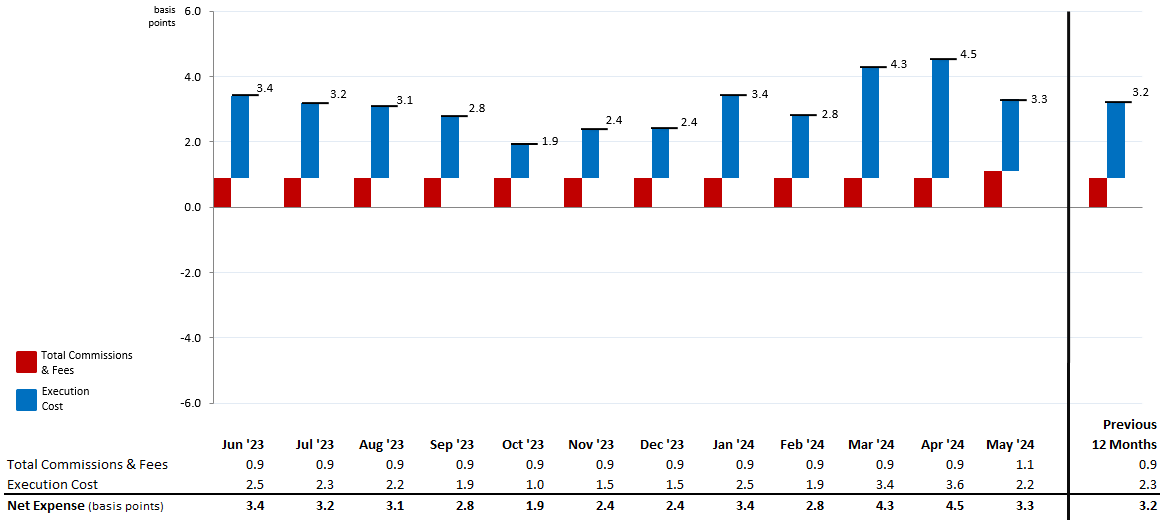 basis
points
6.0
4.0
2.0
0.0
-2.0
-4.0
-6.0
3.4
3.2
3.1
2.8
1.9
2.4
2.4
3.4
2.8
4.3
4.5
3.3
3.2
Total Commissions
& Fees
Execution
Cost
Previous
Jun '23 Jul '23 Aug '23 Sep '23 Oct '23 Nov '23 Dec '23 Jan '24 Feb '24 Mar '24 Apr '24 May '24 12 Months
Total Commissions & Fees 0.9 0.9 0.9 0.9 0.9 0.9 0.9 0.9 0.9 0.9 0.9 1.1 0.9
Execution Cost 2.5 2.3 2.2 1.9 1.0 1.5 1.5 2.5 1.9 3.4 3.6 2.2 2.3
Net Expense (basis points) 3.4 3.2 3.1 2.8 1.9 2.4 2.4 3.4 2.8 4.3 4.5 3.3 3.2